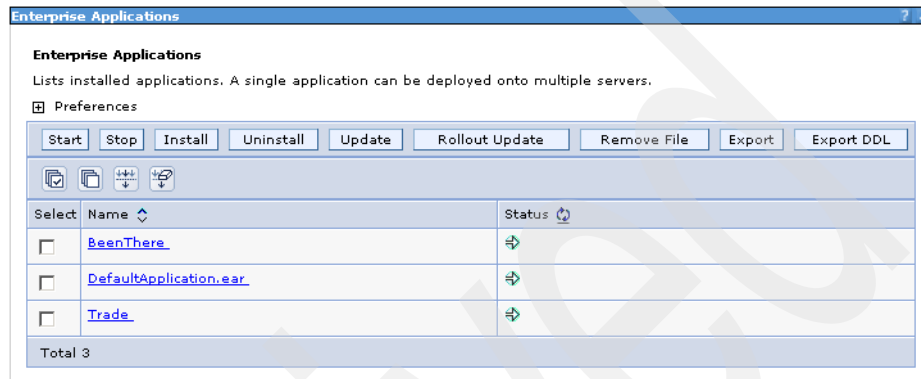 Enterprise Applications ?
Enterprise Applications
Lists installed applications. A single application can be deployed onto multiple servers.
Preferences
Start Stop Install Uninstall Update Rollout Update Remove File Export Export DDL
Select Name Status
BeenThere
DefaultApplication.ear
Trade
Total 3